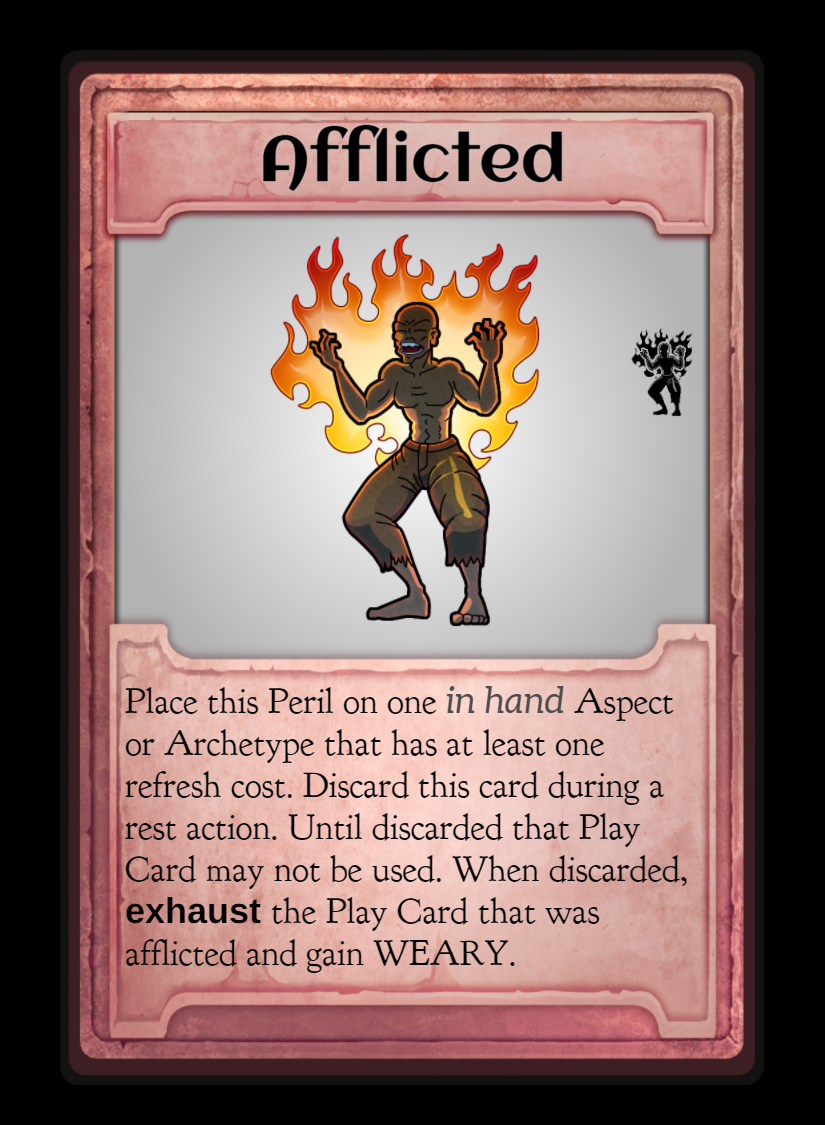 Afflicted
Place this Peril on one in hand Aspect
or Archetype that has at least one
refresh cost. Discard this card during a
rest action. Until discarded that Play
Card may not be used. When discarded,
exhaust the Play Card that was
afflicted and gain WEARY.